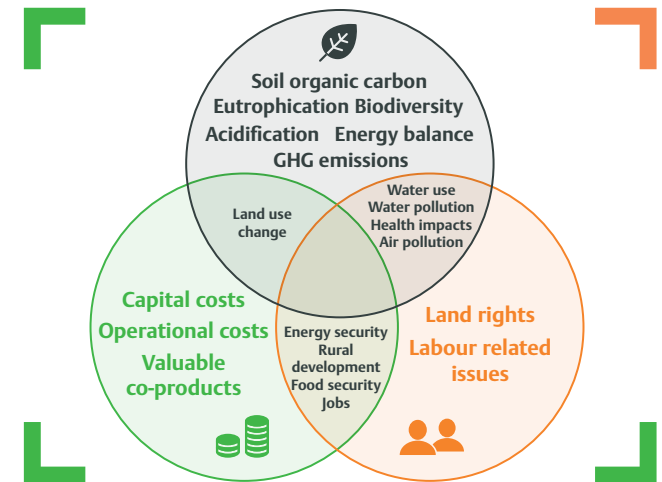 Soil organic carbon
Eutrophication Biodiversity
Acidification Energy balance
GHG emissions
Land use
change
Water use
Water pollution
Health impacts
Air pollution
Capital costs
Operational costs
Valuable
co-products
Energy security
Rural
development
Food security
Jobs
Land rights
Labour related
issues